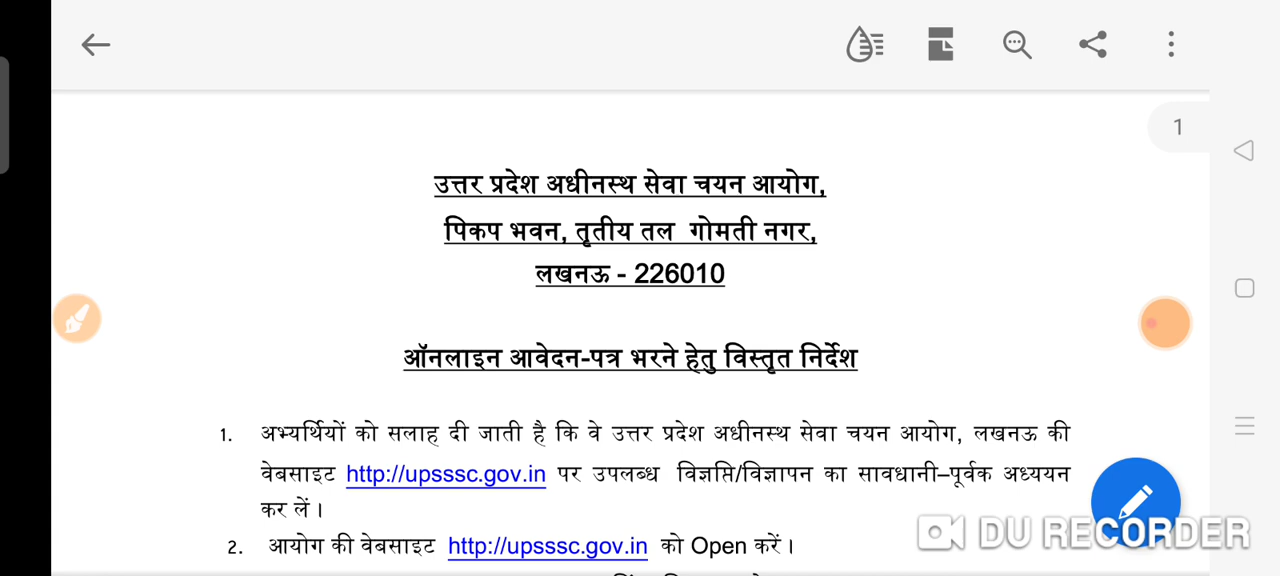 1
उत्तर प्रदेश अधीनस्थ सेवा चयन आयोग,
पिकप भवन, तृतीय तल गोमती नगर,
लखनऊ - 226010
ऑनलाइन आवेदन-पत्र भरने हेतु विस्तृत निर्देश
1. अभ्यर्थियों को सलाह दी जाती है कि वे उत्तर प्रदेश अधीनस्थ सेवा चयन आयोग, लखनऊ की
वेबसाइट http://upsssc.gov.in पर उपलब्ध विज्ञप्ति/विज्ञापन का सावधानी–पूर्वक अध्ययन
कर लें।
2. आयोग की वेबसाइट http://upsssc.gov.in को Open करें।
DU RECORDER